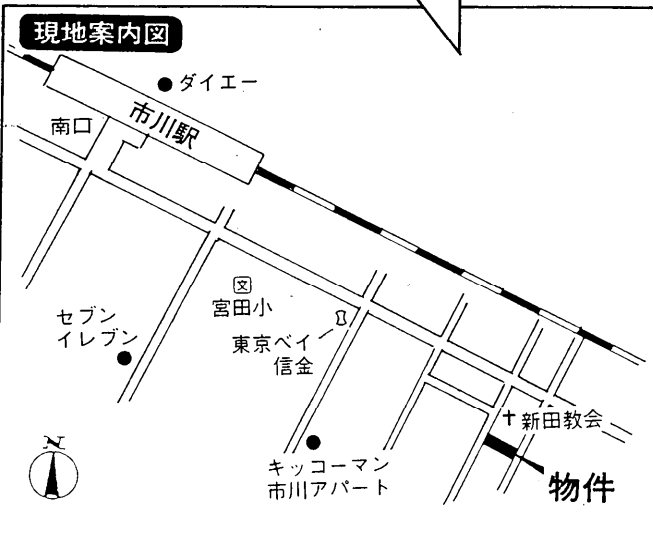 現地案内図
ダイエー
市川駅
南口
文
宮田小
セブン
イレブン
東京ベイ
信金
新田教会
キッコーマン
市川アパート
物件
N